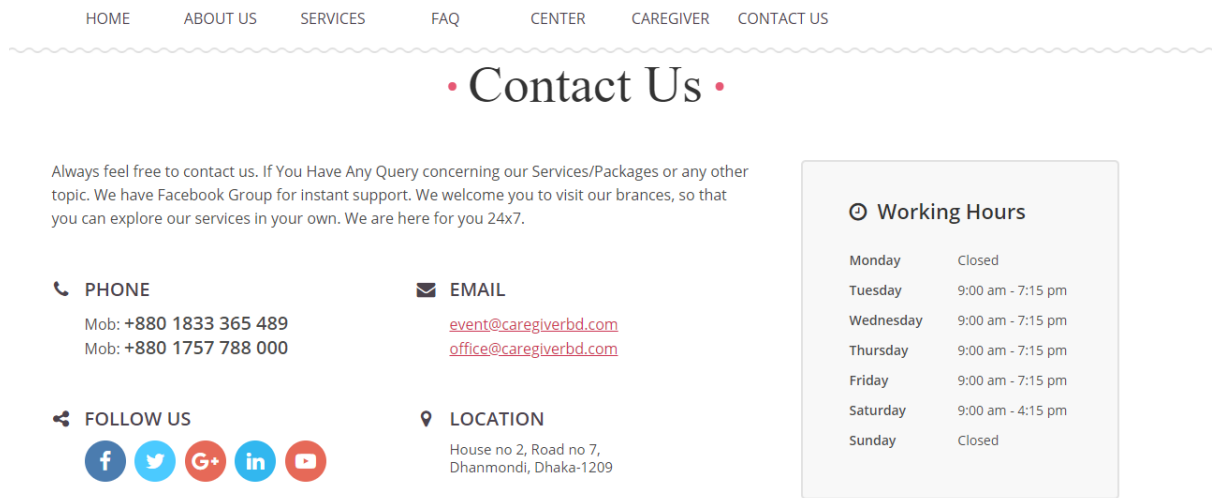 HOME ABOUT US SERVICES FAQ CENTER CAREGIVER CONTACT US
• Contact Us •
Always feel free to contact us. If You Have Any Query concerning our Services/Packages or any other
topic. We have Facebook Group for instant support. We welcome you to visit our brances, so that
you can explore our services in your own. We are here for you 24x7.
PHONE
Mob: +880 1833 365 489
Mob: +880 1757 788 000
EMAIL
event@caregiverbd.com
office@caregiverbd.com
FOLLOW US
f G+ in
LOCATION
House no 2, Road no 7,
Dhanmondi, Dhaka-1209
Working Hours
Monday Closed
Tuesday 9:00 am - 7:15 pm
Wednesday 9:00 am - 7:15 pm
Thursday 9:00 am - 7:15 pm
Friday 9:00 am - 7:15 pm
Saturday 9:00 am - 4:15 pm
Sunday Closed